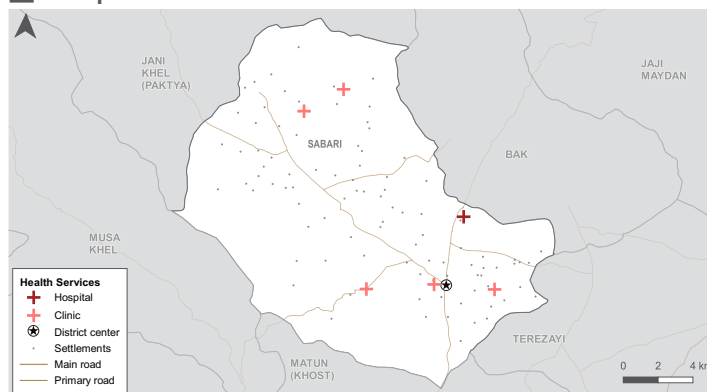 JANI
KHEL
(PAKTYA)
JAJI
MAYDAN
SABARI
BAK
MUSA
KHEL
Health Services
Hospital
Clinic
District center
Settlements
Main road
Primary road
TEREZAYI
MATUN
(KHOST)
0 2 4 km